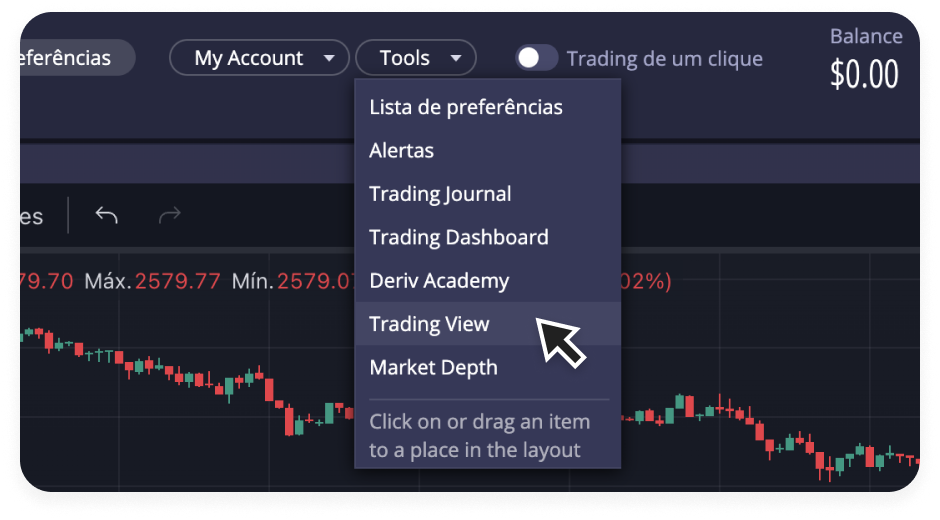 My Account
Tools
Trading de um clique
Balance
$0.00
Lista de preferências
Alertas
Trading Journal
Trading Dashboard
Deriv Academy
Trading View
Market Depth
Click on or drag an item
to a place in the layout
eferências
es
79.70 Máx. 2579.77 Mín. 2579.0
02%)